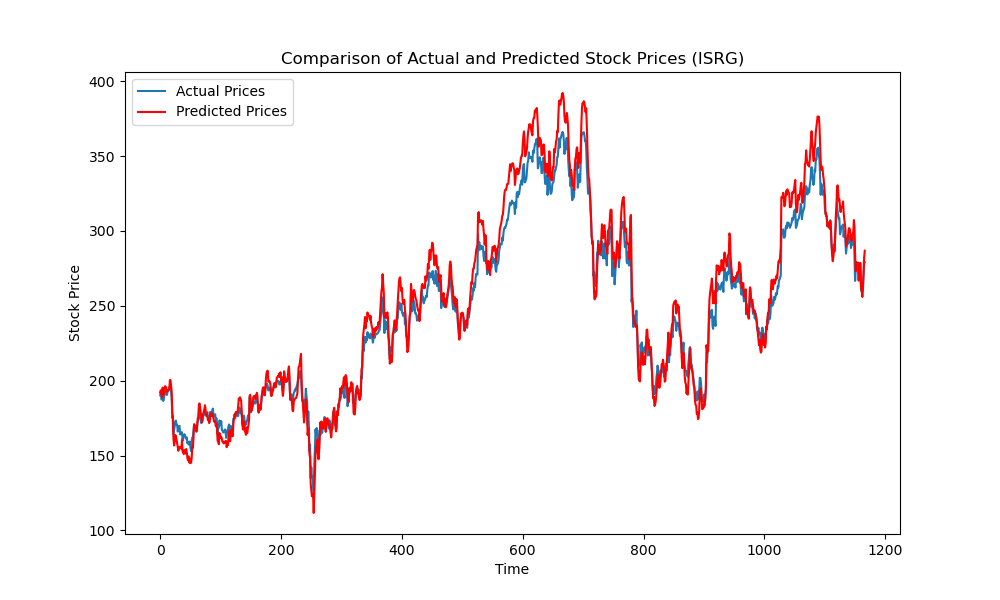 Comparison of Actual and Predicted Stock Prices (ISRG)
Actual Prices
Predicted Prices
400
350
300
250
200
150
100
Stock Price
0 200 400 600 800 1000 1200
Time